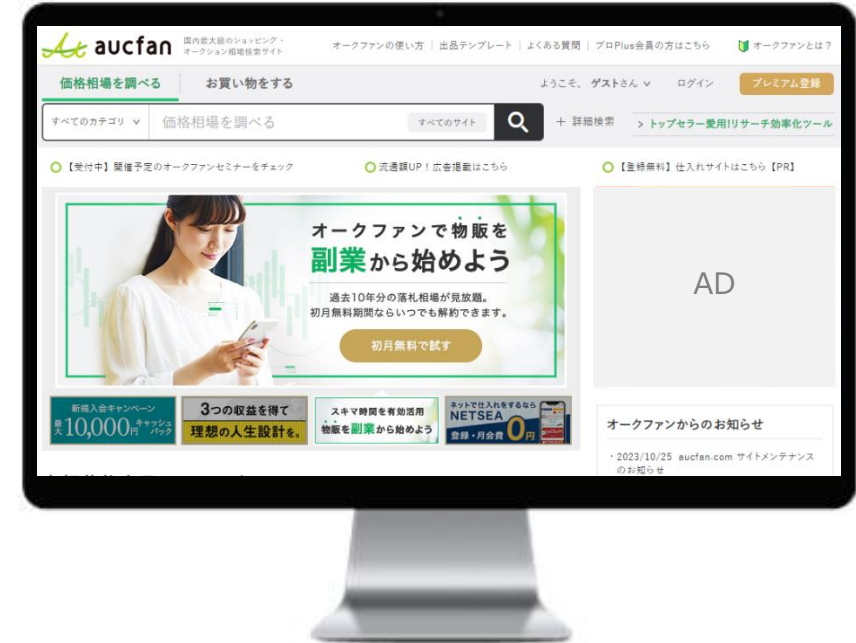 aucfan
国内最大級のショッピング・
オークション相場検索サイト
オークファンの使い方 | 出品テンプレート | よくある質問 | プロPlus会員の方はこちら
オークファンとは？
価格相場を調べる
お買い物をする
ようこそ、 ゲストさん
ログイン
プレミアム登録
すべてのカテゴリ
価格相場を調べる
すべてのサイト
＋ 詳細検索
> トップセラー愛用!リサーチ効率化ツール
【受付中】開催予定のオークファンセミナーをチェック
流通額UP！広告掲載はこちら
【登録無料】仕入れサイトはこちら【PR】
オークファンで物販を
副業から始めよう
過去10年分の落札相場が見放題。
初月無料期間ならいつでも解約できます。
初月無料で試す
AD
新規入会キャンペーン
最大10,000円 キャッシュバック
3つの収益を得て
理想の人生設計を。
スキマ時間を有効活用
物販を副業から始めよう
ネットで仕入れをするなら
NETSEA
登録・月会費0円
オークファンからのお知らせ
・2023/10/25 aucfan.com サイトメンテナンス
のお知らせ